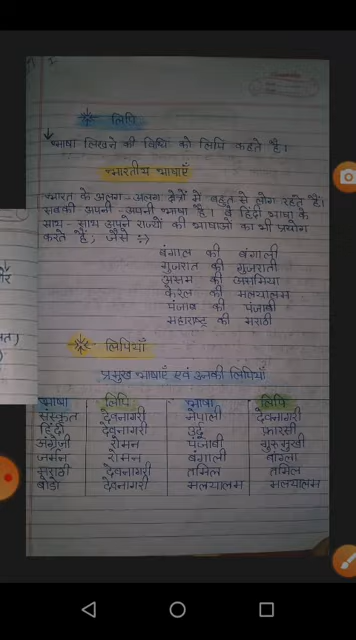 लिपि
भाषा लिखने की विधि को लिपि कहते है।
भारतीय भाषाएँ
भारत के अलग-अलग क्षेत्रों में बहुत से लोग रहते है।
सबकी अपनी-अपनी भाषा है। वे हिंदी भाषा के
साथ-साथ अपने राज्यों की भाषाओं का भी प्रयोग
करते हैं, जैसे :->
बंगाल की बंगाली
गुजरात की गुजराती
असम की असमिया
केरल की मलयालम
पंजाब की पंजाबी
महाराष्ट्र की मराठी
लिपियाँ
प्रमुख भाषाएँ एवं उनकी लिपियाँ
भाषा लिपि भाषा लिपि
संस्कृत देवनागरी नेपाली देवनागरी
हिंदी देवनागरी उर्दू फ़ारसी
अंग्रेजी रोमन पंजाबी गुरुमुखी
जर्मन रोमन बंगाली बांग्ला
मराठी देवनागरी तमिल तमिल
बोडो देवनागरी मलयालम मलयालम